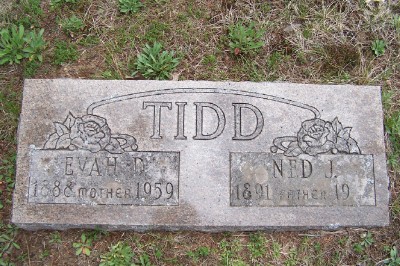 TIDD
EVAH D.
1888 MOTHER 1959
NED J.
1891 FATHER 19